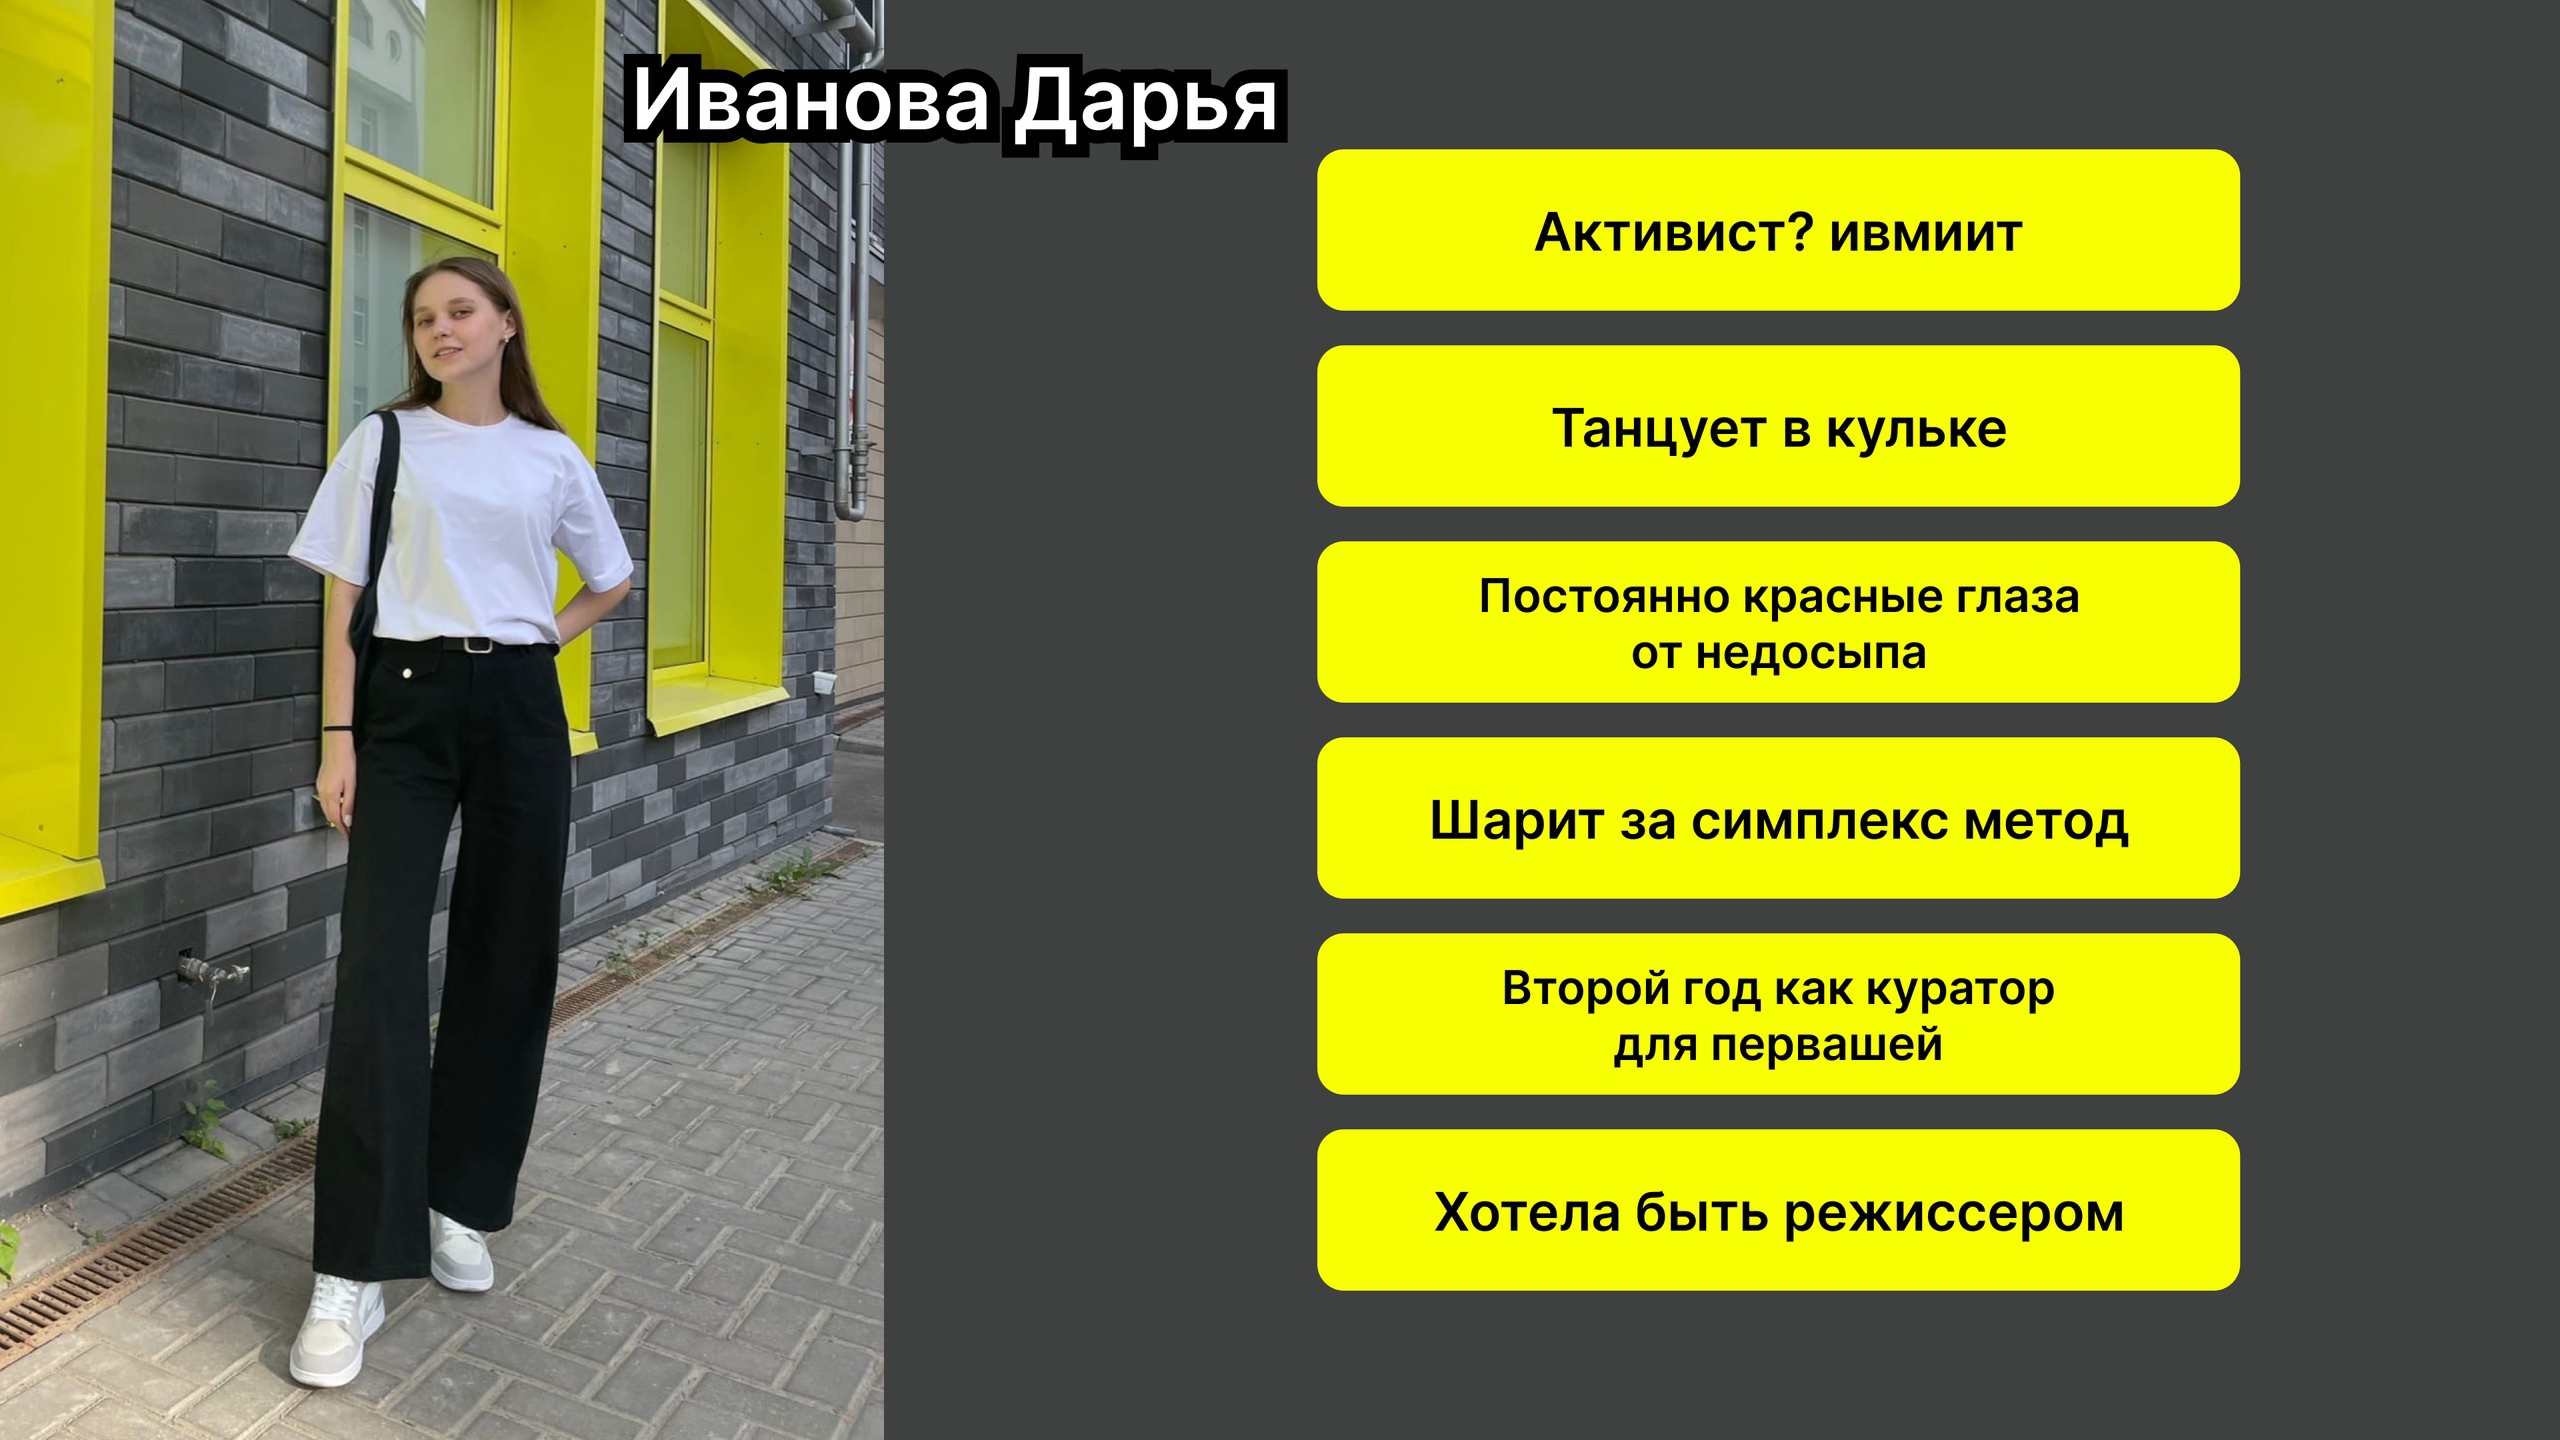 Иванова Дарья
Активист? ивмиит
Танцует в кульке
Постоянно красные глаза
от недосыпа
Шарит за симплекс метод
Второй год как куратор
для первашей
Хотела быть режиссером